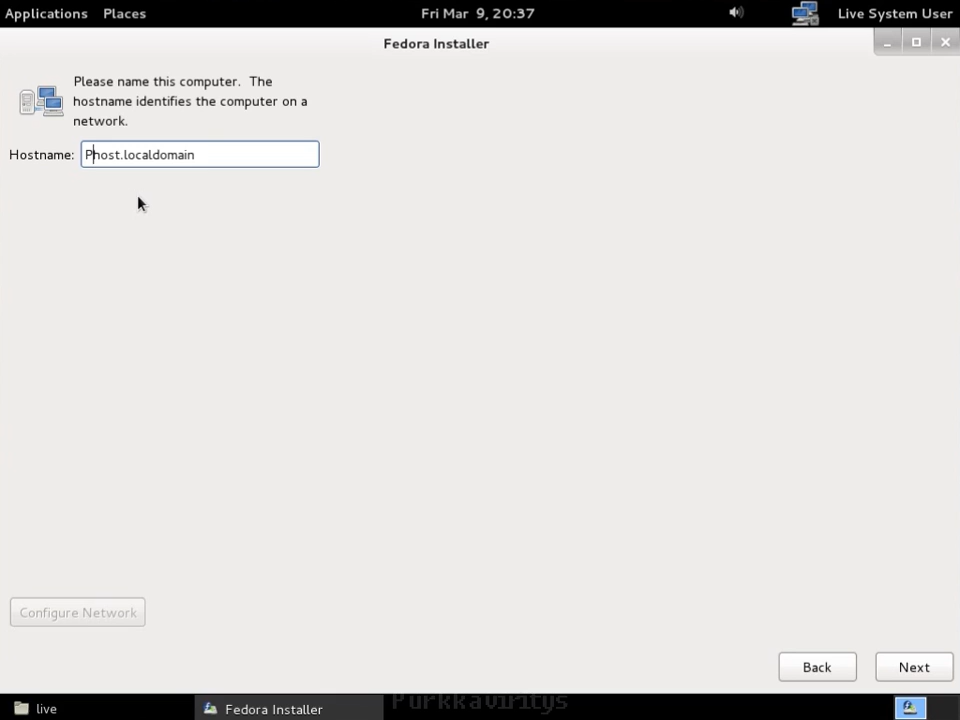 Applications Places Fri Mar 9, 20:37 Live System User
Fedora Installer
Please name this computer. The
hostname identifies the computer on a
network.
Hostname: Phost.localdomain
Configure Network
Back Next
live Fedora Installer Purkkaviritys